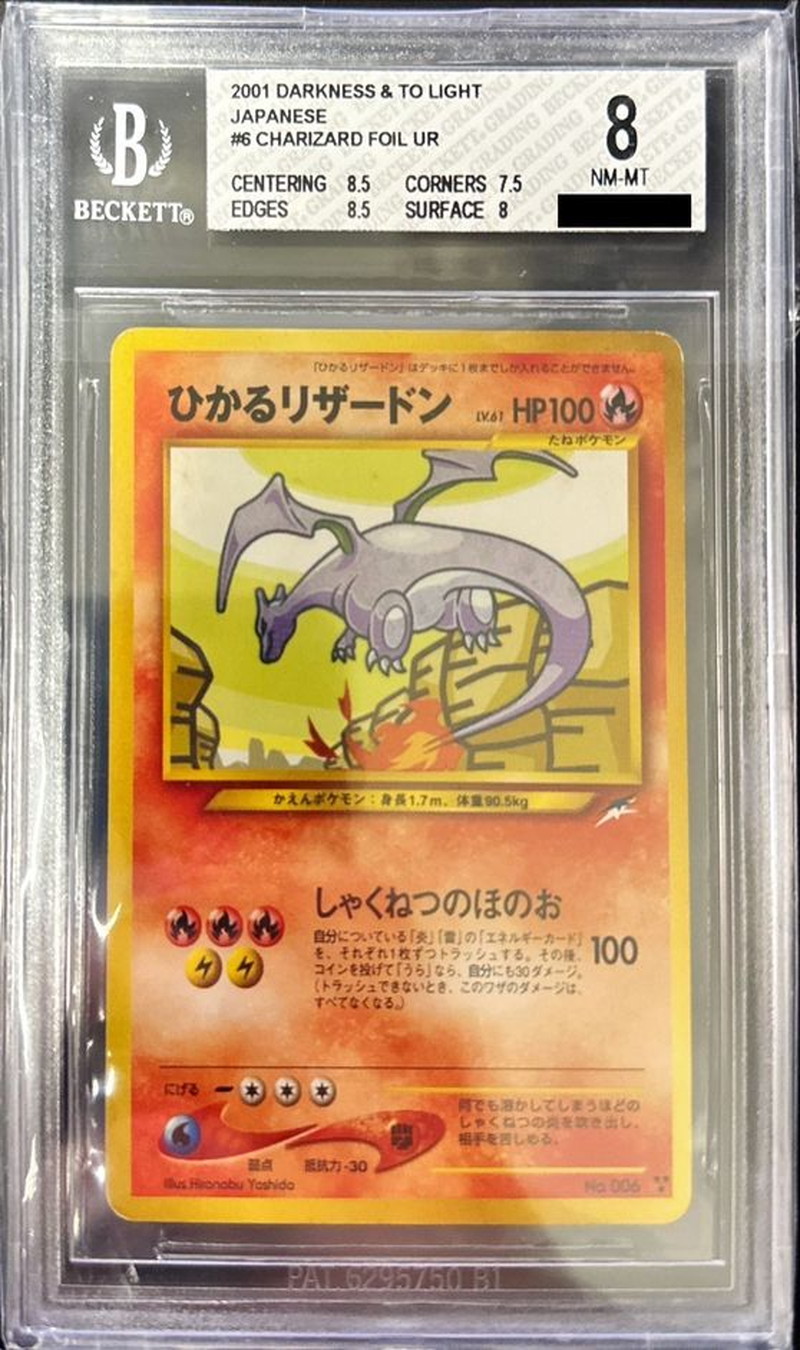 2001 DARKNESS & TO LIGHT
JAPANESE
#6 CHARIZARD FOIL UR
8
NM-MT
CENTERING 8.5 CORNERS 7.5
EDGES 8.5 SURFACE 8
B
BECKETT®
「ひかるリザードン」はデッキに1枚までしか入れることができません。
ひかるリザードン LV.61 HP100
たねポケモン
かえんポケモン：身長1.7m、体重90.5kg
しゃくねつのほのお
自分についている「炎」「雷」の「エネルギーカード」
を、それぞれ1枚ずつトラッシュする。その後、
コインを投げて「うら」なら、自分にも30ダメージ。
（トラッシュできないとき、このワザのダメージは、
すべてなくなる。）
100
にげる
弱点 抵抗力-30
何でも溶かしてしまうほどの
しゃくねつの炎を吹き出し、
相手を苦しめる。
Illus.Hironobu Yoshida
No.006
PAT.6295750 B1